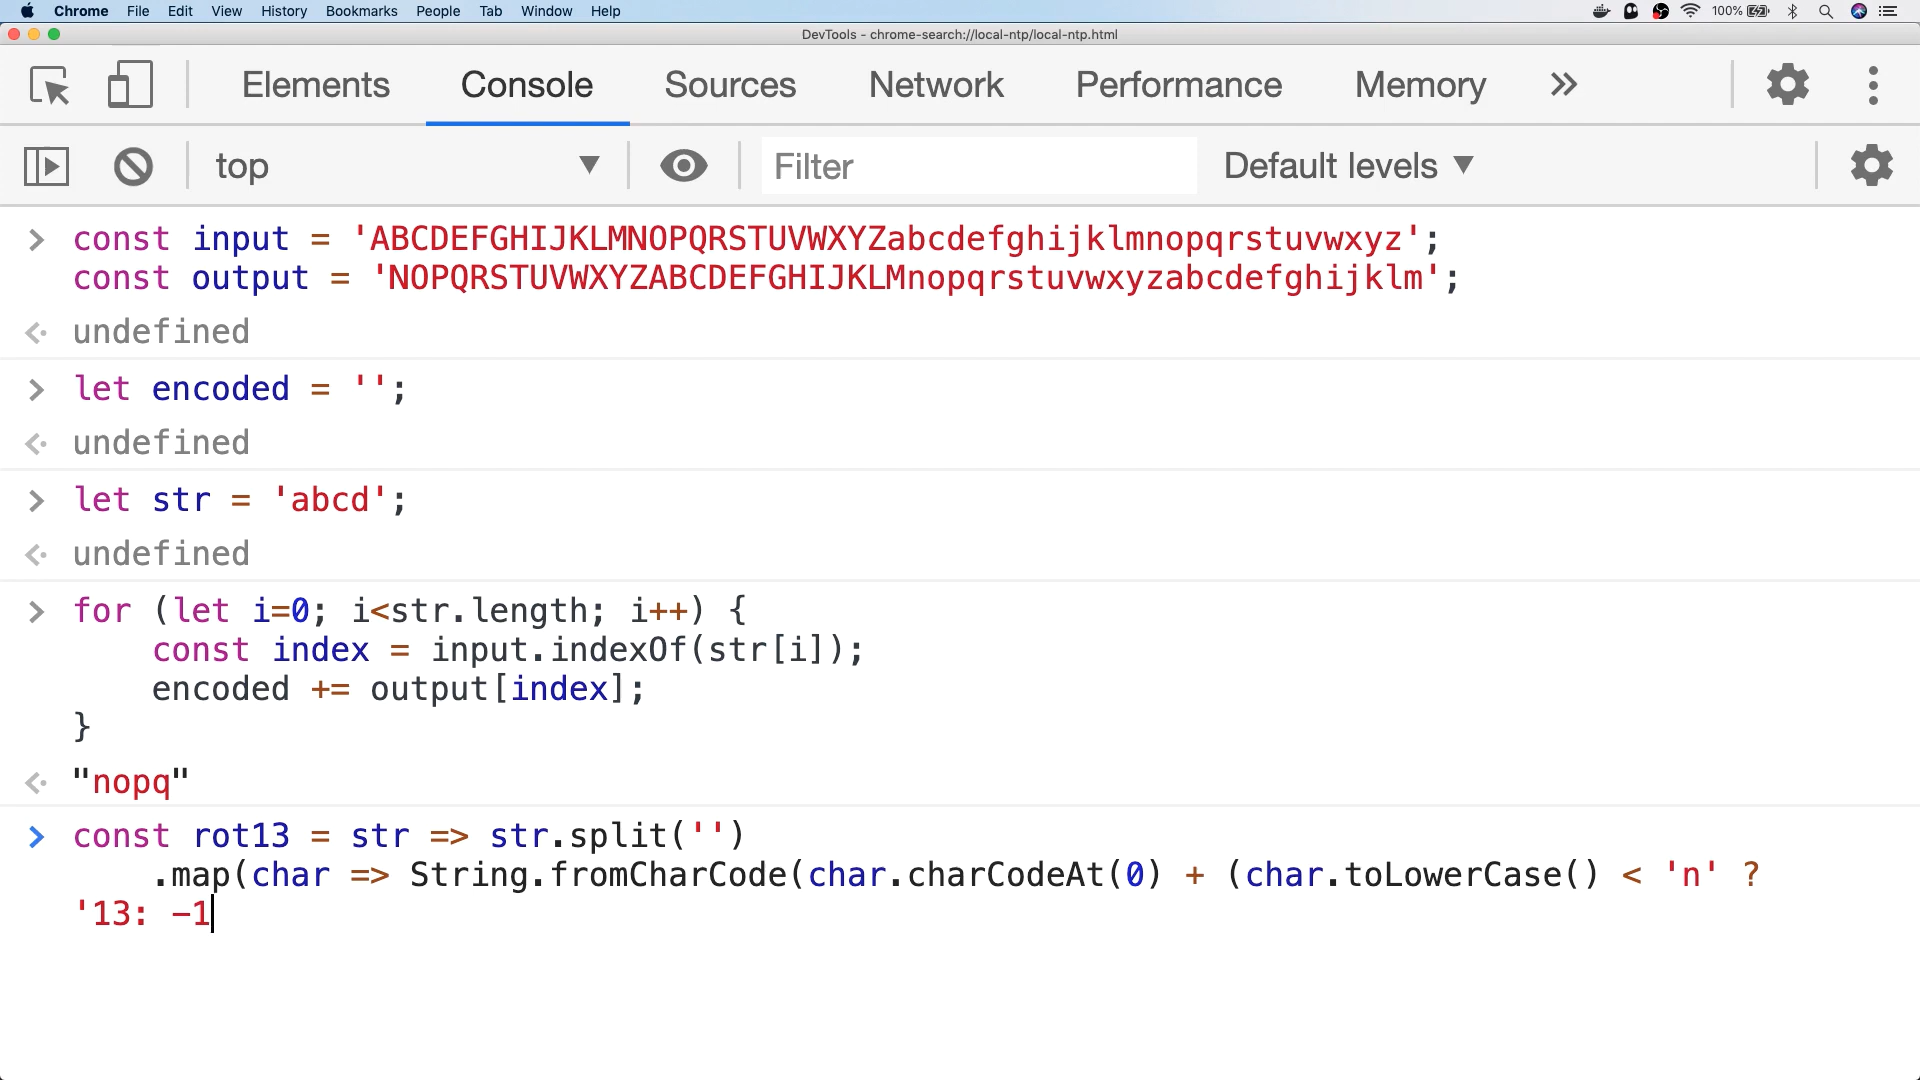 Chrome File Edit View History Bookmarks People Tab Window Help 100%
DevTools - chrome-search://local-ntp/local-ntp.html
Elements Console Sources Network Performance Memory »
top ▼ Filter Default levels ▼
> const input = 'ABCDEFGHIJKLMNOPQRSTUVWXYZabcdefghijklmnopqrstuvwxyz';
const output = 'NOPQRSTUVWXYZABCDEFGHIJKLMnopqrstuvwxyzabcdefghijklm';
undefined
> let encoded = '';
undefined
> let str = 'abcd';
undefined
> for (let i=0; i<str.length; i++) {
    const index = input.indexOf(str[i]);
    encoded += output[index];
}
"nopq"
> const rot13 = str => str.split('')
    .map(char => String.fromCharCode(char.charCodeAt(0) + (char.toLowerCase() < 'n' ?
'13: -1